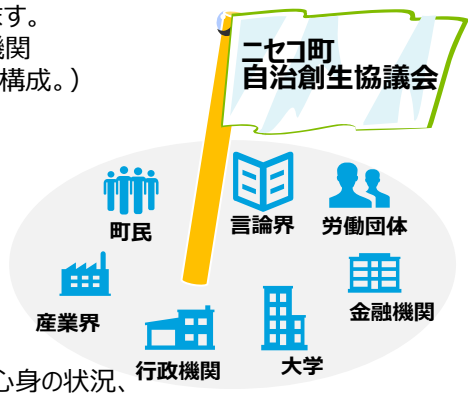 ます。
機関
構成。)
ニセコ町
自治創生協議会
町民
言論界
労働団体
産業界
金融機関
行政機関
大学
心身の状況、